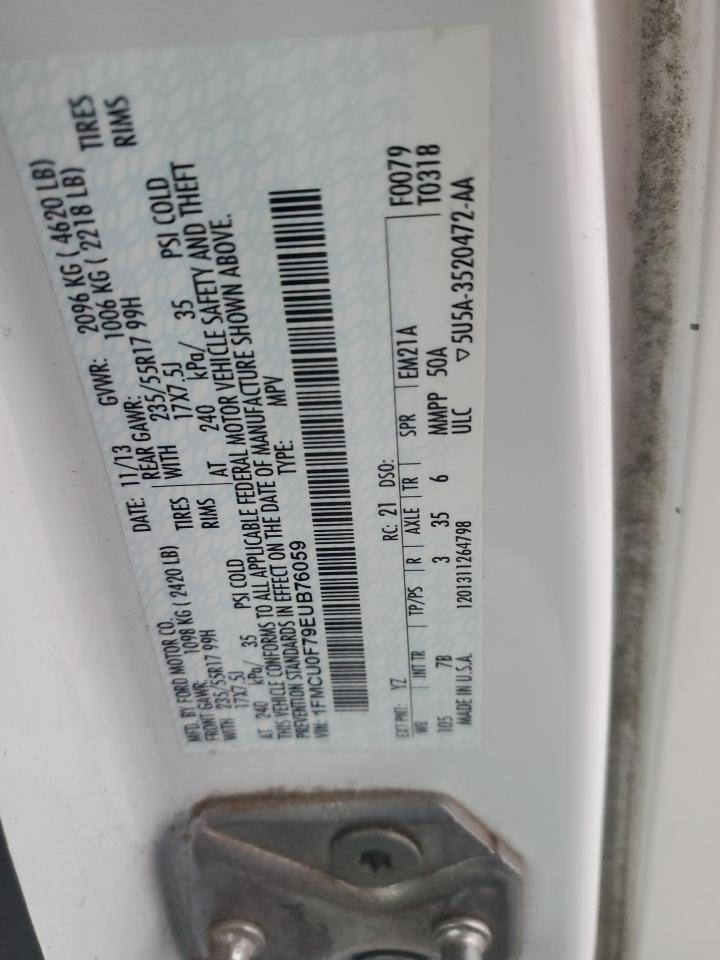 MFD. BY FORD MOTOR CO.
DATE: 11/13 GVWR: 2096 KG ( 4620 LB)
FRONT GAWR: 1098 KG ( 2420 LB) REAR GAWR: 1006 KG ( 2218 LB)
WITH 235/55R17 99H TIRES WITH 235/55R17 99H TIRES
17X7.5J RIMS 17X7.5J RIMS
AT 240 kPa/ 35 PSI COLD AT 240 kPa/ 35 PSI COLD
THIS VEHICLE CONFORMS TO ALL APPLICABLE FEDERAL MOTOR VEHICLE SAFETY AND THEFT
PREVENTION STANDARDS IN EFFECT ON THE DATE OF MANUFACTURE SHOWN ABOVE.
VIN: 1FMCU0F79EUB76059 TYPE: MPV
F0079
T0318
EXT PNT: YZ RC: 21 DSO:
WB INT TR TP/PS R AXLE TR SPR EM21A
105 7B 3 35 6 MMPP 50A
MADE IN U.S.A. 1201311264798 ULC ▽5U5A-3520472-AA